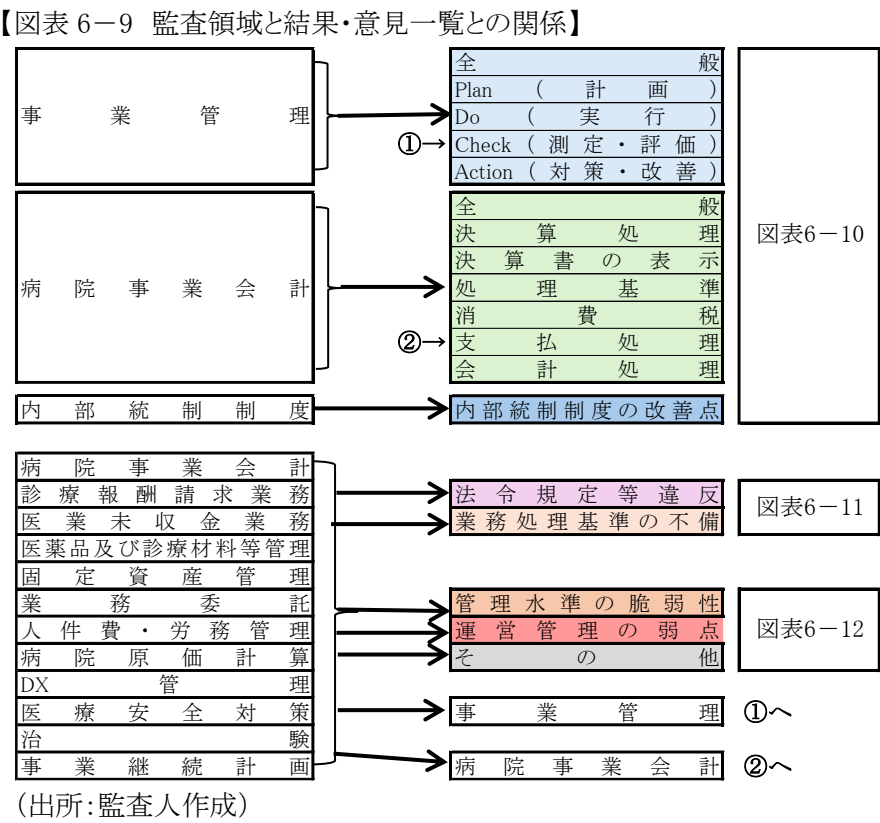 【図表 6－9 監査領域と結果・意見一覧との関係】
事業管理
全般
Plan（計画）
Do（実行）
①→ Check（測定・評価）
Action（対策・改善）
病院事業会計
全般
決算処理
決算書の表示
処理基準
消費税
②→ 支払処理
会計処理
図表6－10
内部統制制度
内部統制制度の改善点
病院事業会計
診療報酬請求業務
医業未収金業務
医薬品及び診療材料等管理
固定資産管理
業務委託
人件費・労務管理
病院原価計算
DX管理
医療安全対策
治験
事業継続計画
法令規定等違反
業務処理基準の不備
図表6－11
管理水準の脆弱性
運営管理の弱点
その他
図表6－12
事業管理 ①へ
病院事業会計 ②へ
（出所：監査人作成）